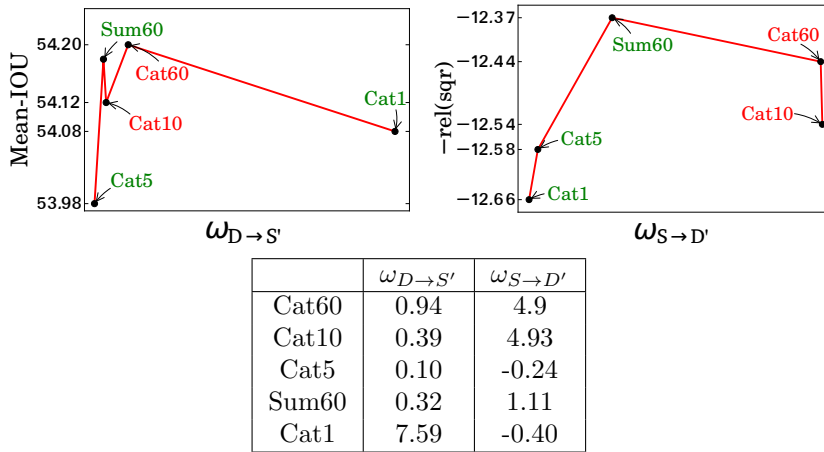 Mean-IOU
54.20
54.12
54.08
53.98
Sum60
Cat60
Cat10
Cat1
Cat5
ω_{D→S'}
−rel(sqr)
−12.37
−12.44
−12.54
−12.58
−12.66
Cat60
Sum60
Cat10
Cat5
Cat1
ω_{S→D'}
ω_{D→S'} ω_{S→D'}
Cat60 0.94 4.9
Cat10 0.39 4.93
Cat5 0.10 -0.24
Sum60 0.32 1.11
Cat1 7.59 -0.40